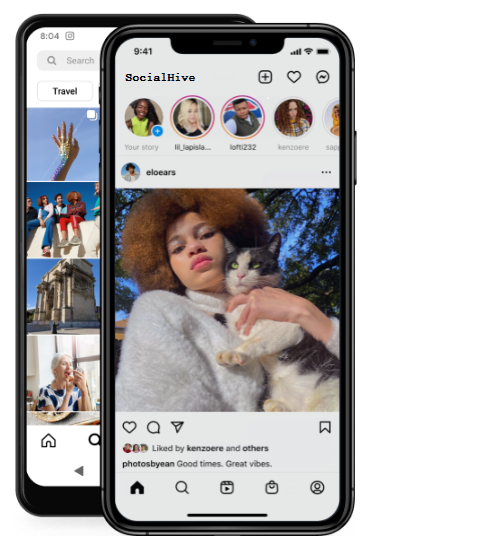 8:04
Search
Travel
9:41
SocialHive
Your story
lil_lapisla...
lofti232
kenzoere
sap
eloears
Liked by kenzoere and others
photosbyean Good times. Great vibes.